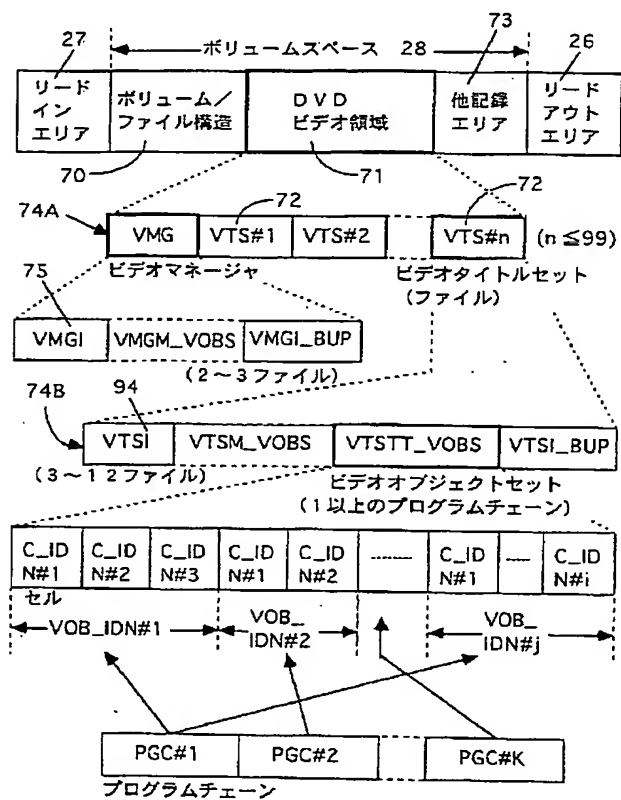 27
ボリュームスペース 28
73
26
リード
イン
エリア
ボリューム／
ファイル構造
DVD
ビデオ領域
他記録
エリア
リード
アウト
エリア
70
71
72
72
74A
VMG
VTS#1
VTS#2
VTS#n
(n≦99)
ビデオマネージャ
ビデオタイトルセット
(ファイル)
75
VMGI
VMGM_VOBS
VMGI_BUP
(2～3ファイル)
74B
94
VTSI
VTSM_VOBS
VTSTT_VOBS
VTSI_BUP
(3～12ファイル)
ビデオオブジェクトセット
(1以上のプログラムチェーン)
C_ID
N#1
C_ID
N#2
C_ID
N#3
C_ID
N#1
C_ID
N#2
C_ID
N#1
C_ID
N#i
セル
VOB_IDN#1
VOB_
IDN#2
VOB_
IDN#j
PGC#1
PGC#2
PGC#K
プログラムチェーン